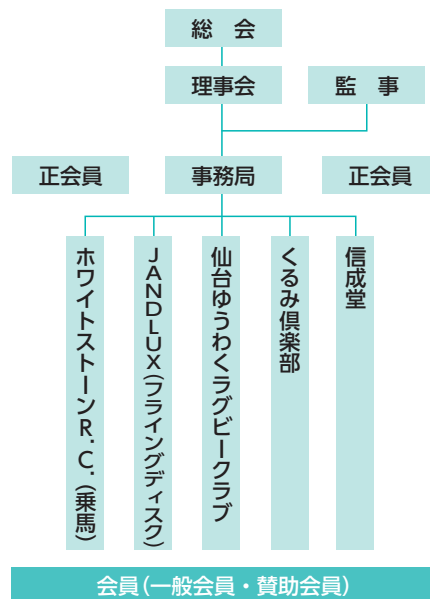 総　会
理事会
監　事
正会員
事務局
正会員
ホワイトストーンR.C.（乗馬）
JANDLUX（フライングディスク）
仙台ゆうわくラグビークラブ
くるみ倶楽部
信成堂
会員（一般会員・賛助会員）